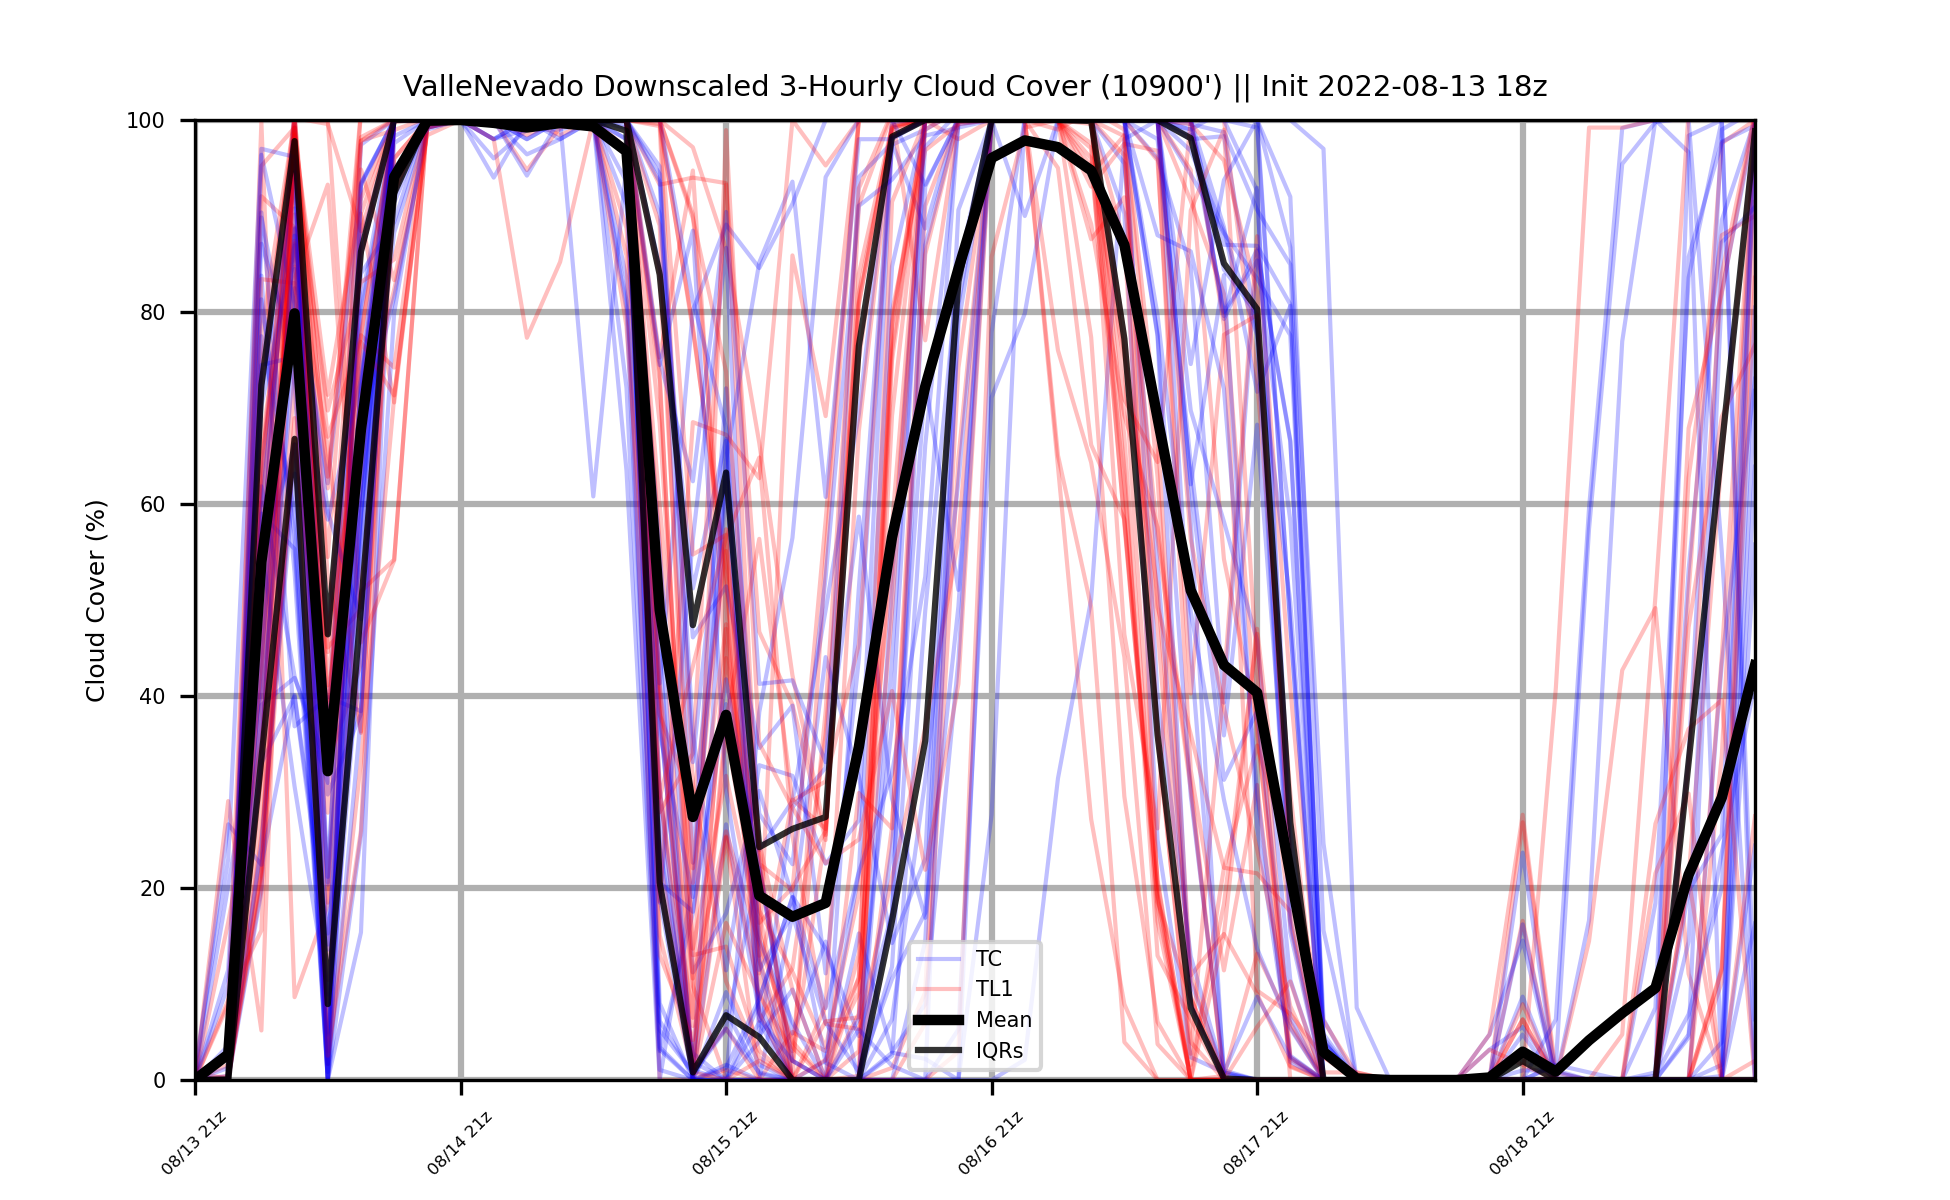 ValleNevado Downscaled 3-Hourly Cloud Cover (10900') || Init 2022-08-13 18z
Cloud Cover (%)
100
80
60
40
20
0
TC
TL1
Mean
IQRs
08/13 21z
08/14 21z
08/15 21z
08/16 21z
08/17 21z
08/18 21z